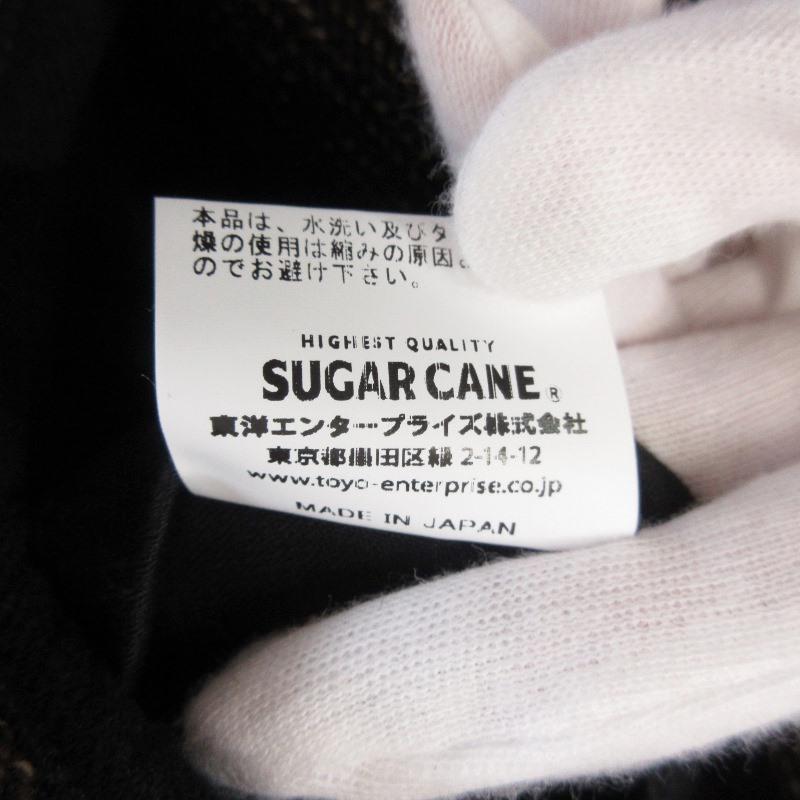 本品は、水洗い及びタ
燥の使用は縮みの原因
のでお避け下さい。
HIGHEST QUALITY
SUGAR CANE®
東洋エンタープライズ株式会社
東京都墨田区緑 2-14-12
www.toyo-enterprise.co.jp
MADE IN JAPAN